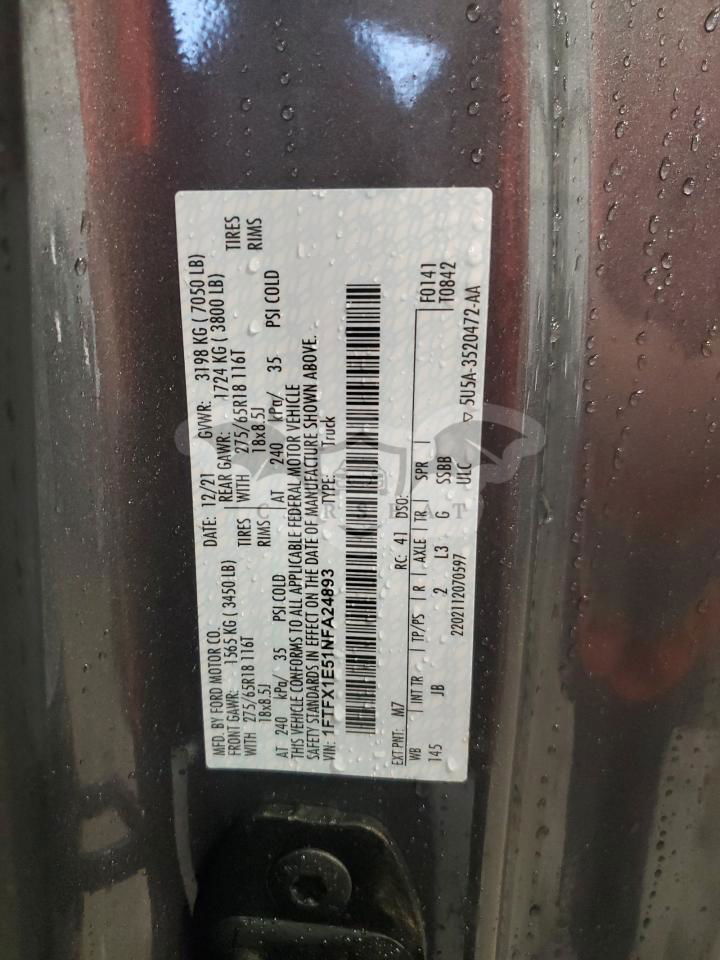 MFD. BY FORD MOTOR CO.
DATE: 12/21 GVWR: 3198 KG ( 7050 LB)
FRONT GAWR: 1565 KG ( 3450 LB)
REAR GAWR: 1724 KG ( 3800 LB)
WITH 275/65R18 116T TIRES
WITH 275/65R18 116T TIRES
18x8.5J RIMS
18x8.5J RIMS
AT 240 kPa/ 35 PSI COLD
AT 240 kPa/ 35 PSI COLD
THIS VEHICLE CONFORMS TO ALL APPLICABLE FEDERAL MOTOR VEHICLE
SAFETY STANDARDS IN EFFECT ON THE DATE OF MANUFACTURE SHOWN ABOVE.
VIN: 1FTFX1E51NFA24893 TYPE: Truck
EXT PNT: M7 RC: 41 DSO: F0141
WB INT TR TP/PS R AXLE TR SPR T0842
145 JB 2 L3 G SSBB
2202112070597 ULC ▽ 5U5A-3520472-AA